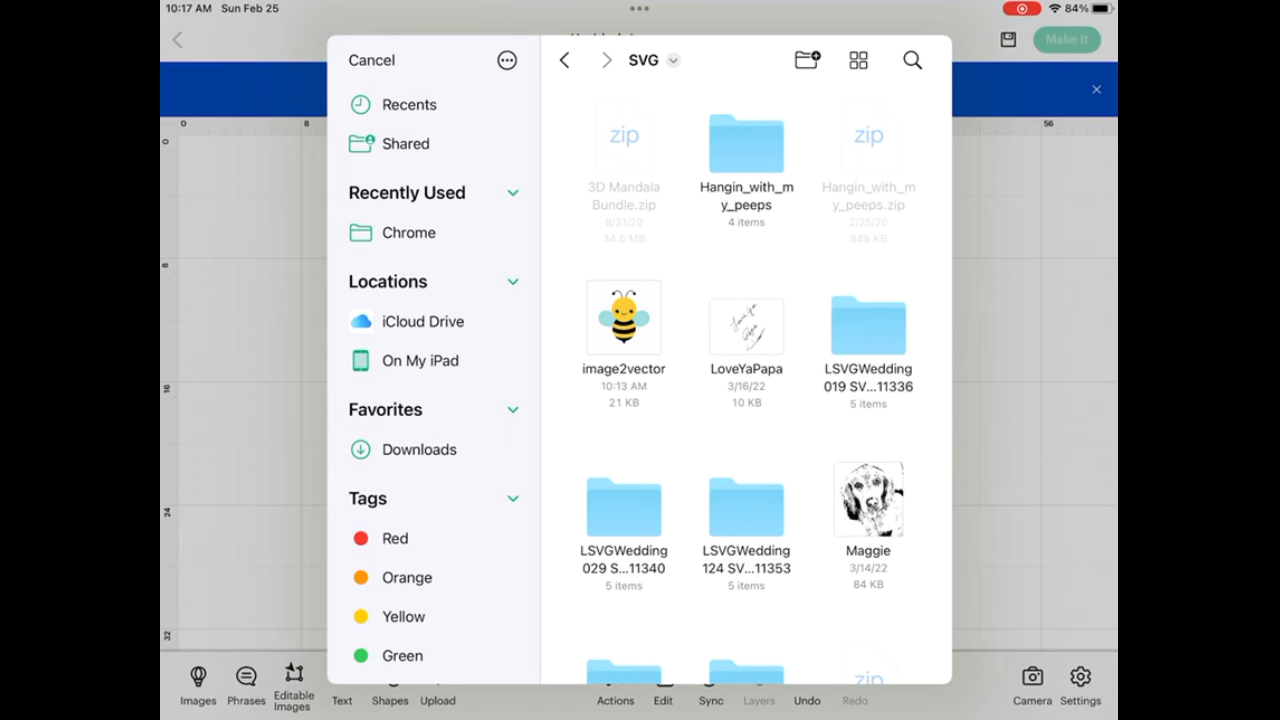 10:17 AM Sun Feb 25
84%
Make It
Cancel
SVG
Recents
Shared
Recently Used
Chrome
Locations
iCloud Drive
On My iPad
Favorites
Downloads
Tags
Red
Orange
Yellow
Green
zip
3D Mandala
Bundle.zip
8/31/20
34.6 MB
Hangin_with_m
y_peeps
4 items
zip
Hangin_with_m
y_peeps.zip
2/25/20
849 KB
image2vector
10:13 AM
21 KB
Love ya
Papa
LoveYaPapa
3/16/22
10 KB
LSVGWedding
019 SV...11336
5 items
LSVGWedding
029 S...11340
5 items
LSVGWedding
124 SV...11353
5 items
Maggie
3/14/22
84 KB
zip
0
8
56
0
8
16
24
32
Images
Phrases
Editable
Images
Text
Shapes
Upload
Actions
Edit
Sync
Layers
Undo
Redo
Camera
Settings